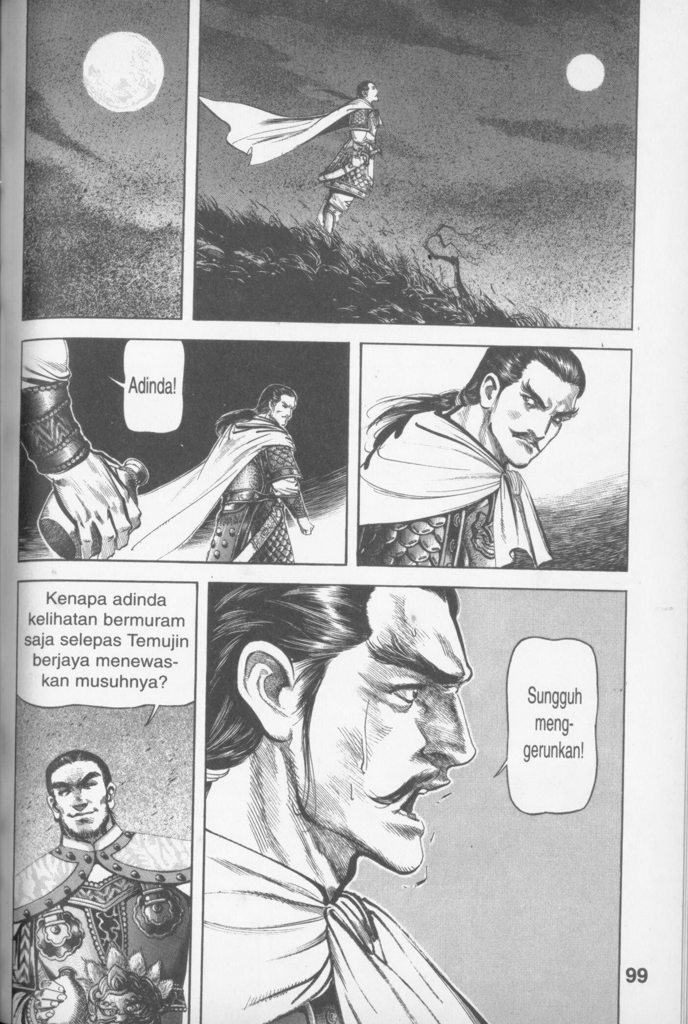 Adinda!
Kenapa adinda
kelihatan bermuram
saja selepas Temujin
berjaya menewas-
kan musuhnya?
Sungguh
meng-
gerunkan!
99